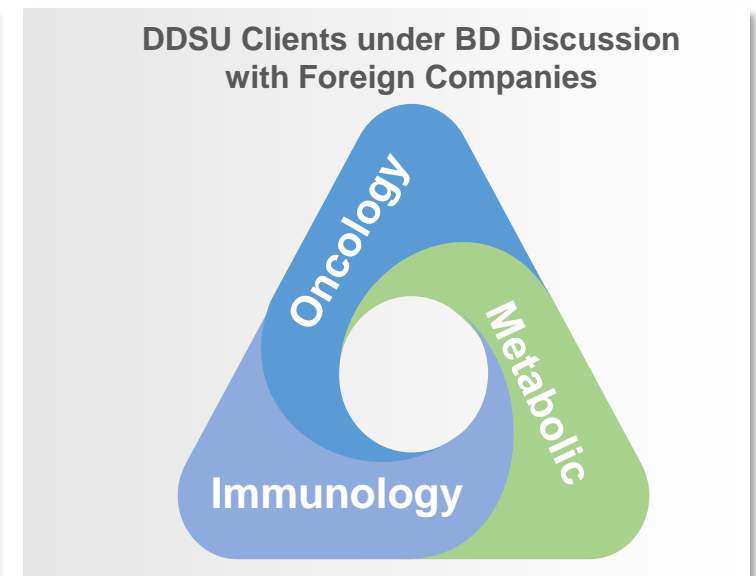 DDSU Clients under BD Discussion
with Foreign Companies
Oncology
Metabolic
Immunology